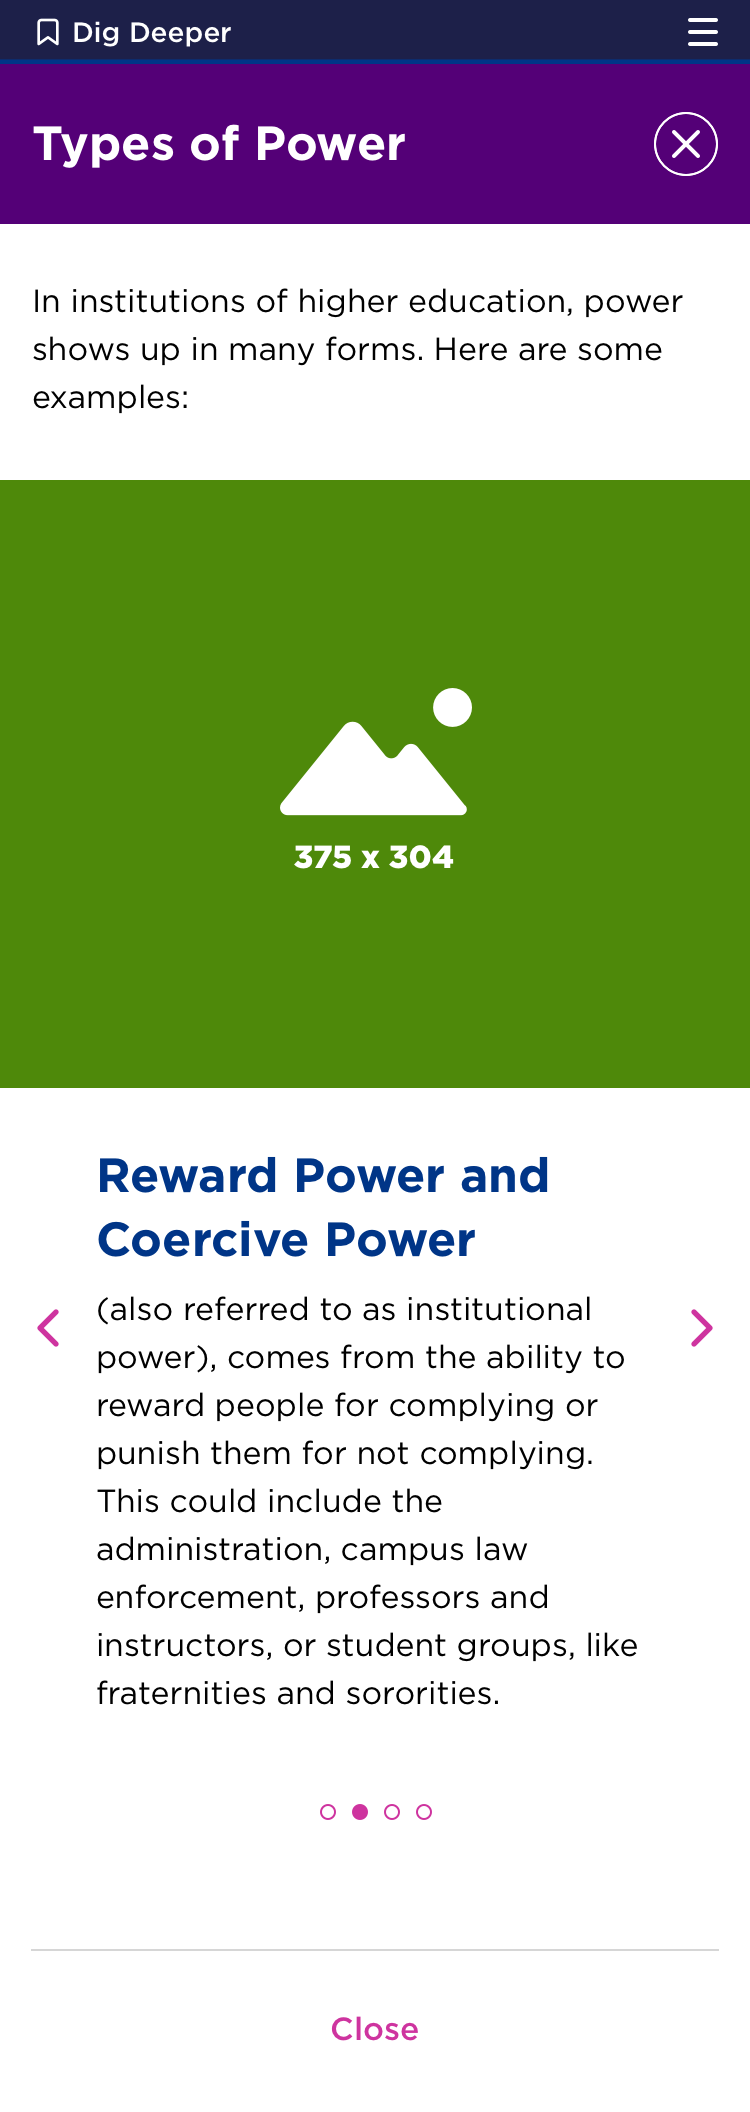 Dig Deeper
Types of Power
In institutions of higher education, power
shows up in many forms. Here are some
examples:
375 x 304
Reward Power and
Coercive Power
(also referred to as institutional
power), comes from the ability to
reward people for complying or
punish them for not complying.
This could include the
administration, campus law
enforcement, professors and
instructors, or student groups, like
fraternities and sororities.
Close